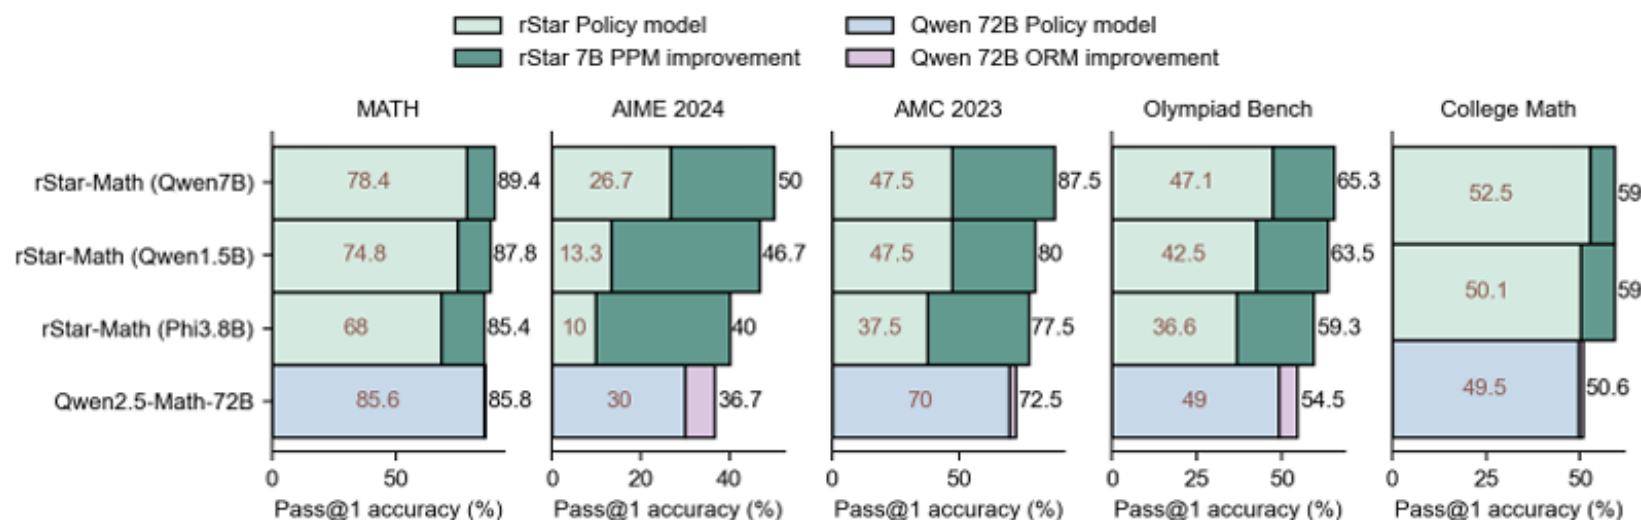 rStar Policy model
Qwen 72B Policy model
rStar 7B PPM improvement
Qwen 72B ORM improvement
MATH
AIME 2024
AMC 2023
Olympiad Bench
College Math
rStar-Math (Qwen7B)
78.4 89.4
26.7 50
47.5 87.5
47.1 65.3
52.5 59
rStar-Math (Qwen1.5B)
74.8 87.8
13.3 46.7
47.5 80
42.5 63.5
50.1 59
rStar-Math (Phi3.8B)
68 85.4
10 40
37.5 77.5
36.6 59.3
Qwen2.5-Math-72B
85.6 85.8
30 36.7
70 72.5
49 54.5
49.5 50.6
0 50
0 20 40
0 50
0 25 50
0 25 50
Pass@1 accuracy (%)
Pass@1 accuracy (%)
Pass@1 accuracy (%)
Pass@1 accuracy (%)
Pass@1 accuracy (%)